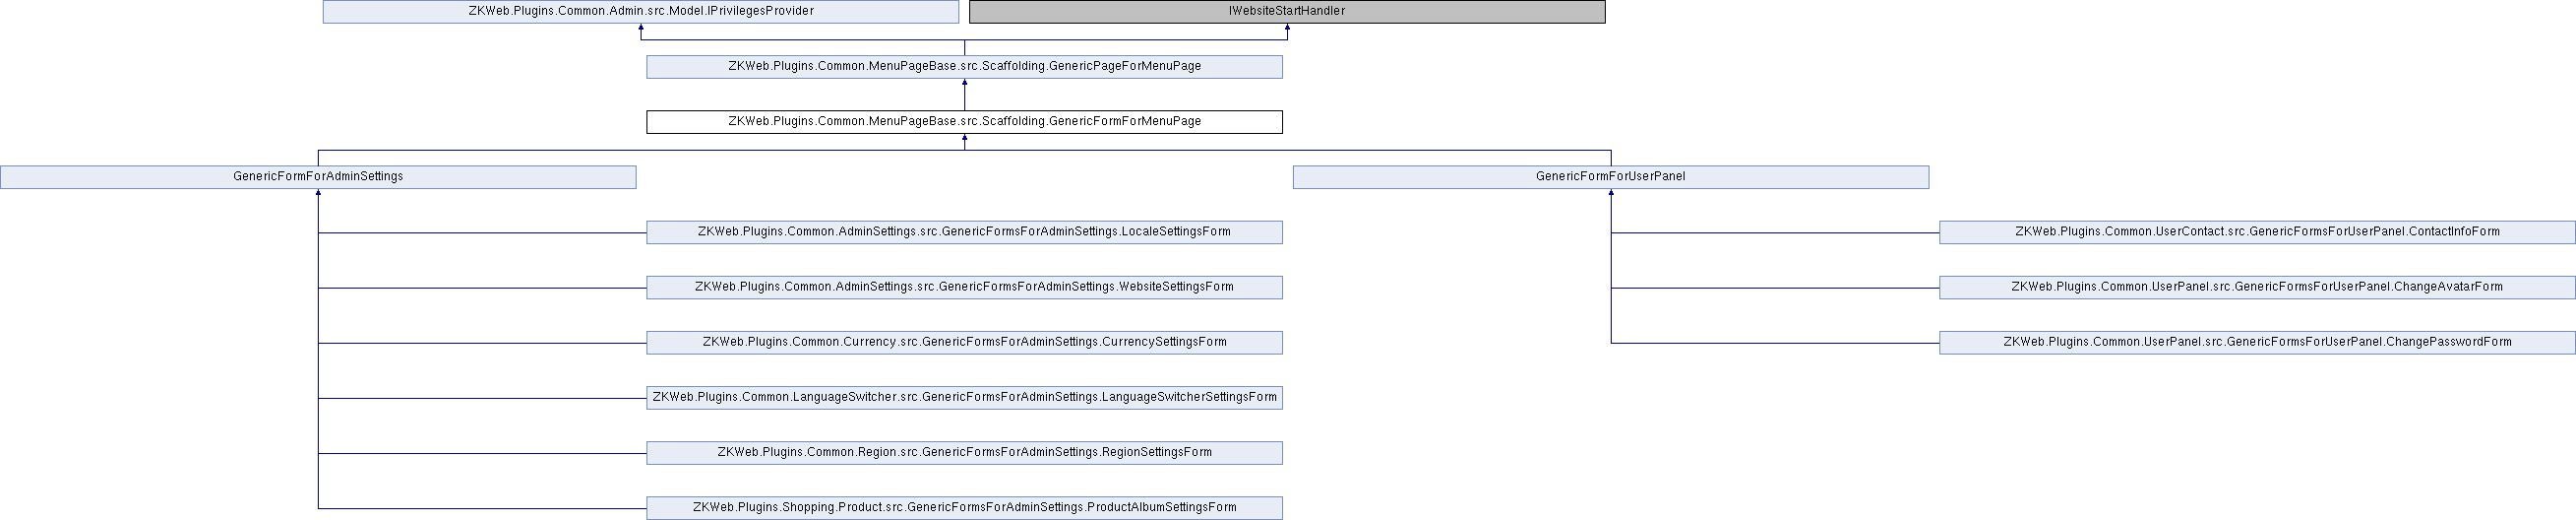 ZKWeb.Plugins.Common.Admin.src.Model.IPrivilegesProvider
IWebsiteStartHandler
ZKWeb.Plugins.Common.MenuPageBase.src.Scaffolding.GenericPageForMenuPage
ZKWeb.Plugins.Common.MenuPageBase.src.Scaffolding.GenericFormForMenuPage
GenericFormForAdminSettings
GenericFormForUserPanel
ZKWeb.Plugins.Common.AdminSettings.src.GenericFormsForAdminSettings.LocaleSettingsForm
ZKWeb.Plugins.Common.UserContact.src.GenericFormsForUserPanel.ContactInfoForm
ZKWeb.Plugins.Common.AdminSettings.src.GenericFormsForAdminSettings.WebsiteSettingsForm
ZKWeb.Plugins.Common.UserPanel.src.GenericFormsForUserPanel.ChangeAvatarForm
ZKWeb.Plugins.Common.Currency.src.GenericFormsForAdminSettings.CurrencySettingsForm
ZKWeb.Plugins.Common.UserPanel.src.GenericFormsForUserPanel.ChangePasswordForm
ZKWeb.Plugins.Common.LanguageSwitcher.src.GenericFormsForAdminSettings.LanguageSwitcherSettingsForm
ZKWeb.Plugins.Common.Region.src.GenericFormsForAdminSettings.RegionSettingsForm
ZKWeb.Plugins.Shopping.Product.src.GenericFormsForAdminSettings.ProductAlbumSettingsForm